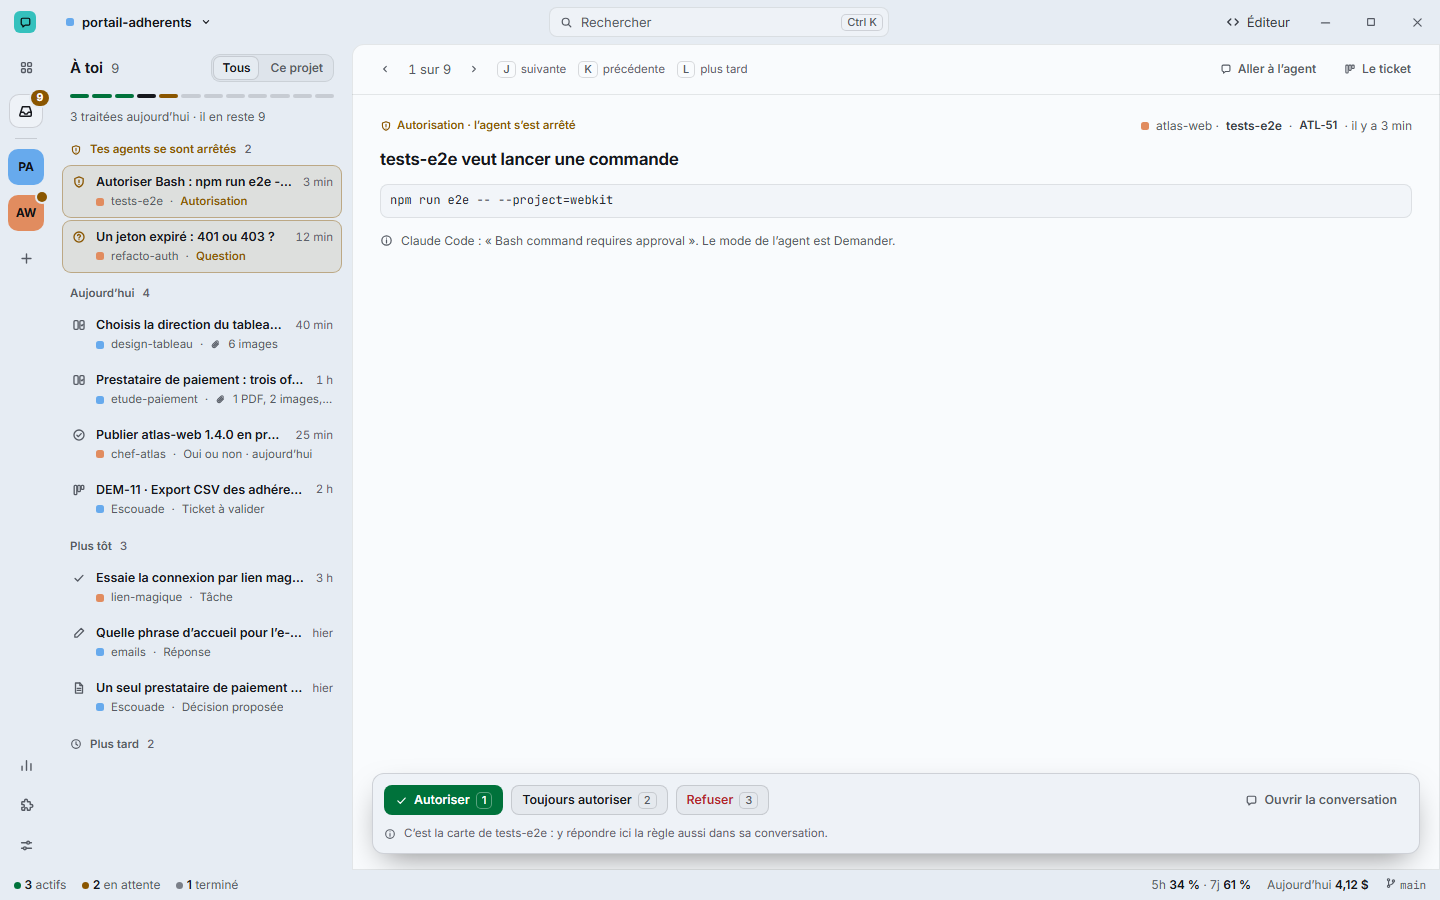 portail-adherents
Rechercher
Ctrl K
Éditeur
9
PA
AW
À toi 9
Tous
Ce projet
3 traitées aujourd’hui · il en reste 9
Tes agents se sont arrêtés 2
Autoriser Bash : npm run e2e -... 3 min
tests-e2e · Autorisation
Un jeton expiré : 401 ou 403 ? 12 min
refacto-auth · Question
Aujourd’hui 4
Choisis la direction du tablea... 40 min
design-tableau · 6 images
Prestataire de paiement : trois of... 1 h
etude-paiement · 1 PDF, 2 images,...
Publier atlas-web 1.4.0 en pr... 25 min
chef-atlas · Oui ou non · aujourd’hui
DEM-11 · Export CSV des adhére... 2 h
Escouade · Ticket à valider
Plus tôt 3
Essaie la connexion par lien mag... 3 h
lien-magique · Tâche
Quelle phrase d’accueil pour l’e-... hier
emails · Réponse
Un seul prestataire de paiement ... hier
Escouade · Décision proposée
Plus tard 2
1 sur 9
J suivante K précédente L plus tard
Aller à l’agent
Le ticket
Autorisation · l’agent s’est arrêté
atlas-web · tests-e2e · ATL-51 · il y a 3 min
tests-e2e veut lancer une commande
npm run e2e -- --project=webkit
Claude Code : « Bash command requires approval ». Le mode de l’agent est Demander.
Autoriser 1
Toujours autoriser 2
Refuser 3
Ouvrir la conversation
C’est la carte de tests-e2e : y répondre ici la règle aussi dans sa conversation.
3 actifs 2 en attente 1 terminé
5h 34 % · 7j 61 % Aujourd’hui 4,12 $ main